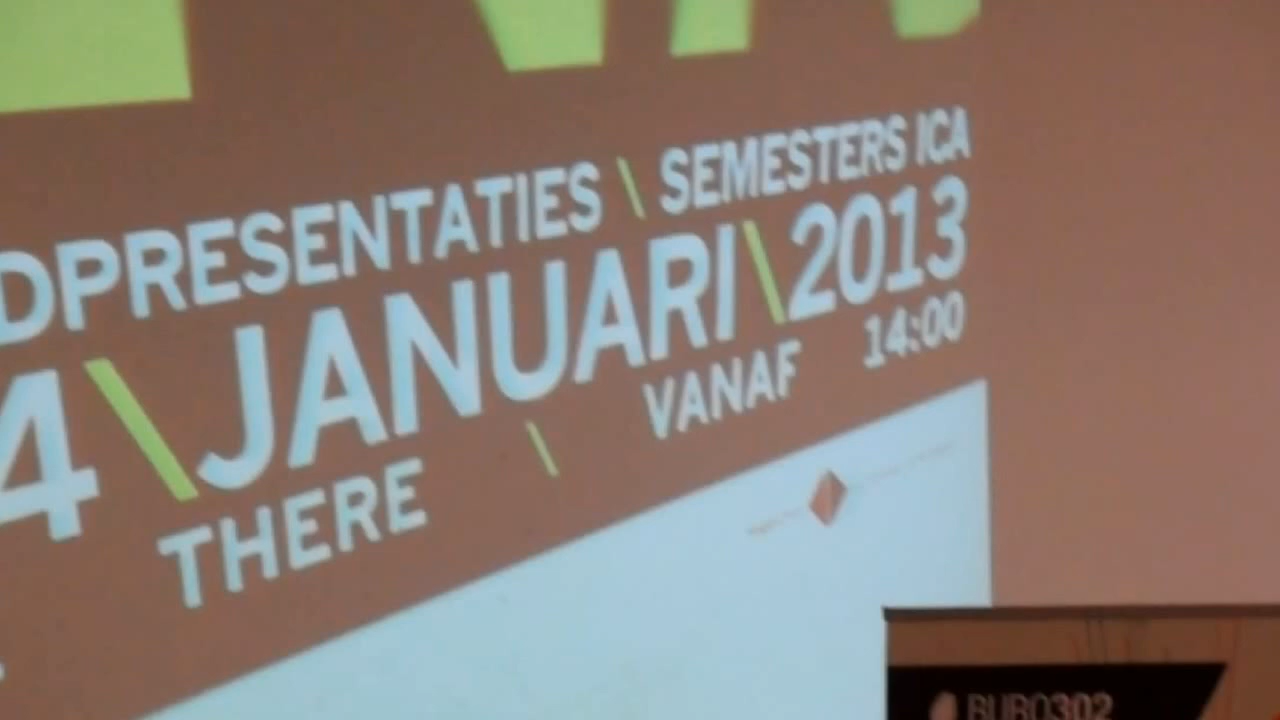 DPRESENTATIES \ SEMESTERS ICA
4 \ JANUARI \ 2013
THERE \ VANAF 14:00
BURO302